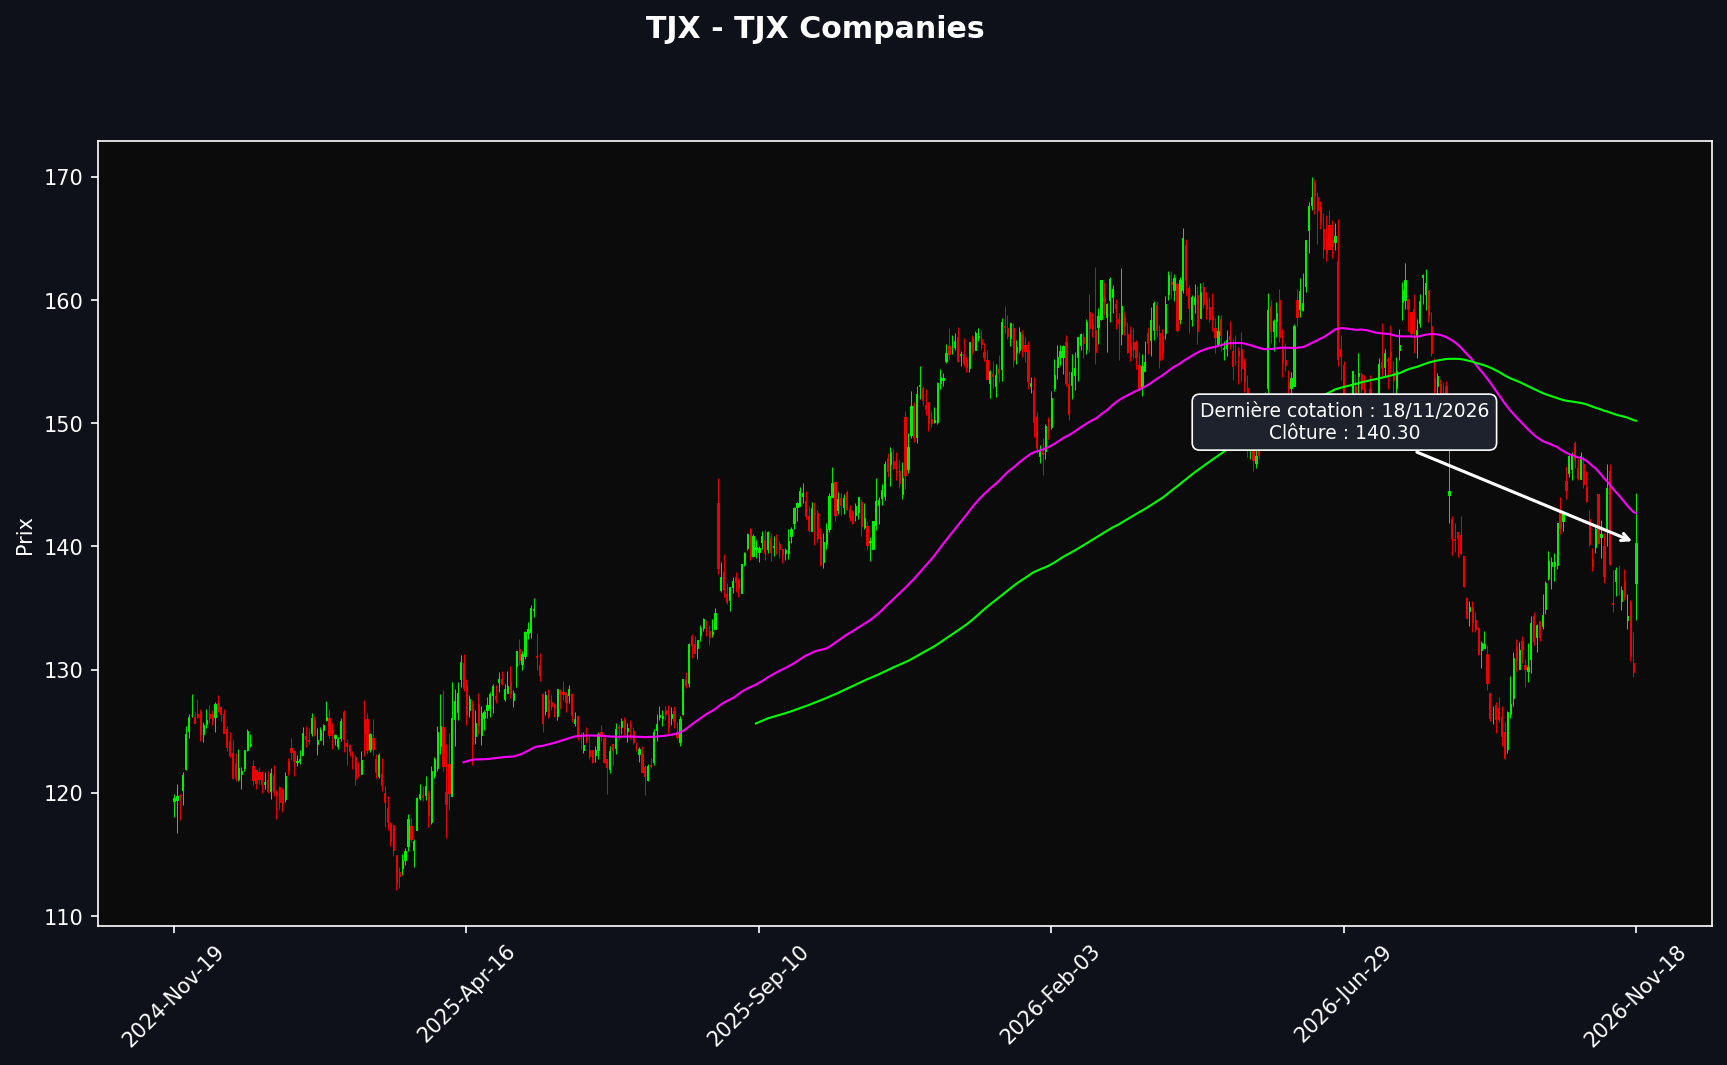 TJX - TJX Companies
170
160
150
140
130
120
110
Prix
Dernière cotation : 18/11/2026
Clôture : 140.30
2024-Nov-19
2025-Apr-16
2025-Sep-10
2026-Feb-03
2026-Jun-29
2026-Nov-18